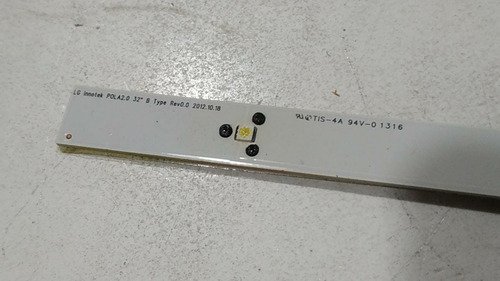 LG Innotek POLA2.0 32" B Type Rev0.0 2012.10.18
TIS-4A 94V-0 1316